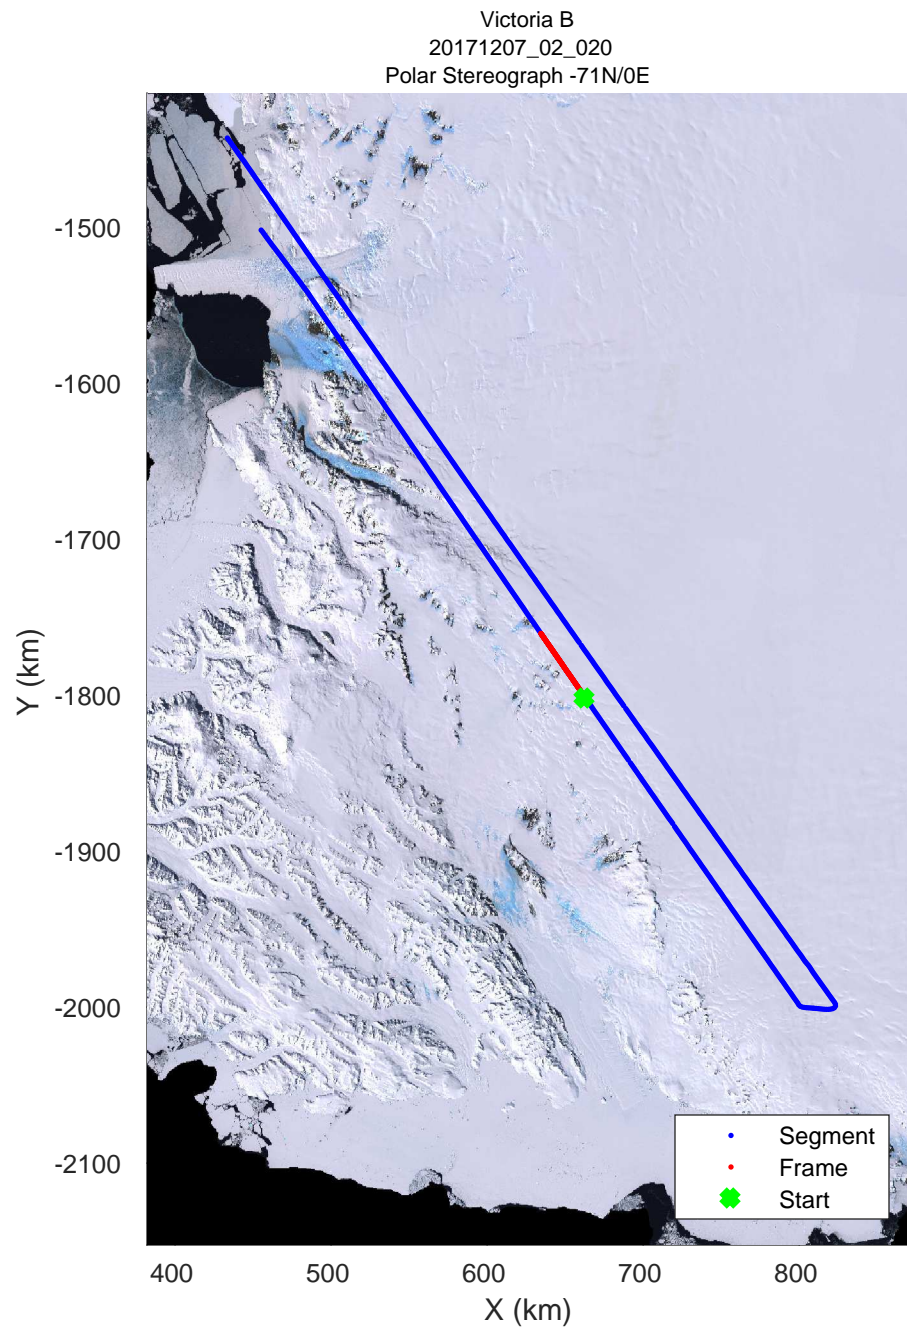 Victoria B
20171207_02_020
Polar Stereograph -71N/0E
-1500
-1600
-1700
-1800
-1900
-2000
-2100
Y (km)
400 500 600 700 800
X (km)
Segment
Frame
Start